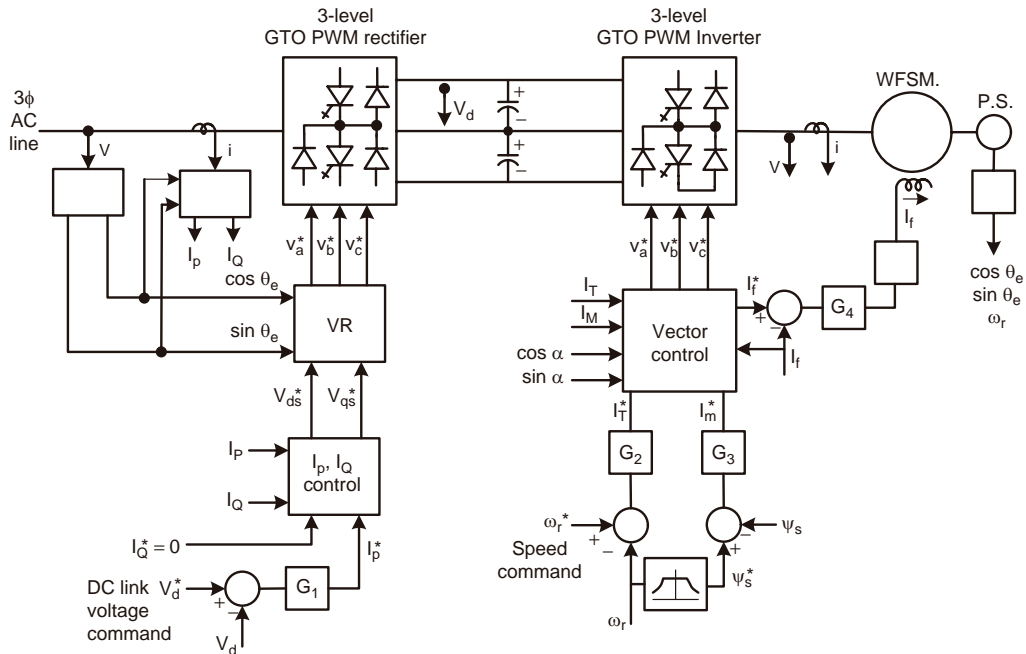 3-level
GTO PWM rectifier
3-level
GTO PWM Inverter
WFSM.
P.S.
3ϕ
AC
line
V
i
+
V_d
−
+
−
V
i
I_f
I_p
I_Q
v_a* v_b* v_c*
v_a* v_b* v_c*
cos θ_e
sin θ_e
ω_r
cos θ_e
sin θ_e
VR
I_T
I_M
cos α
sin α
Vector
control
I_f*
+
−
G_4
I_f
V_ds* V_qs*
I_T* I_m*
G_2
G_3
I_P
I_Q
I_p, I_Q
control
I_Q* = 0
I_p*
ω_r*
+
−
Speed
command
ψ_s
−
+
ψ_s*
ω_r
DC link
voltage
command
V_d*
+
−
G_1
V_d